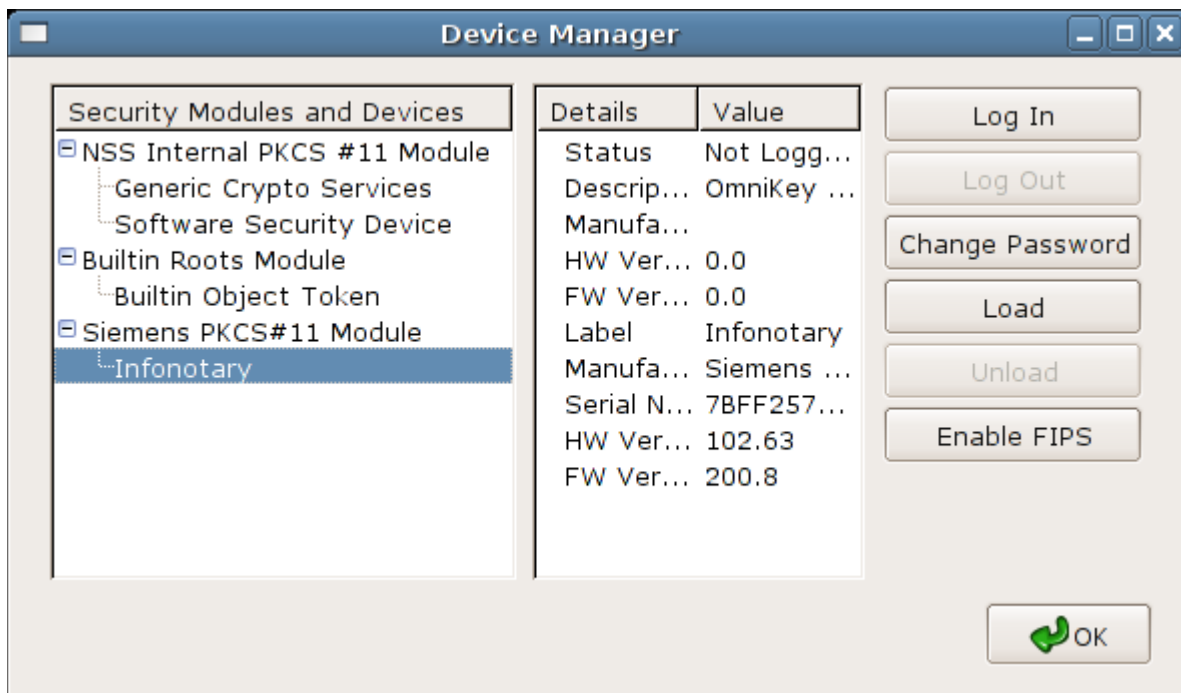 Device Manager
Security Modules and Devices
NSS Internal PKCS #11 Module
Generic Crypto Services
Software Security Device
Builtin Roots Module
Builtin Object Token
Siemens PKCS#11 Module
Infonotary
Details Value
Status Not Logg...
Descrip... OmniKey ...
Manufa...
HW Ver... 0.0
FW Ver... 0.0
Label Infonotary
Manufa... Siemens ...
Serial N... 7BFF257...
HW Ver... 102.63
FW Ver... 200.8
Log In
Log Out
Change Password
Load
Unload
Enable FIPS
OK